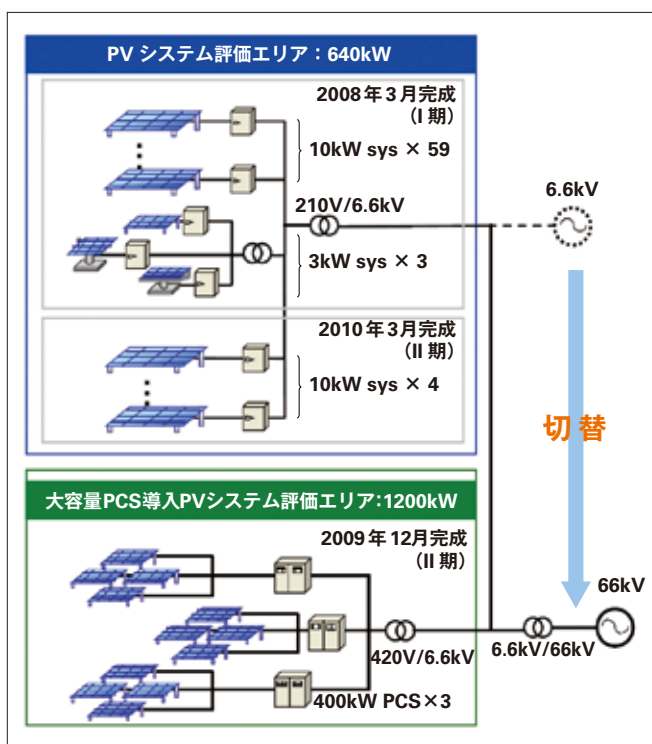 PV システム評価エリア：640kW
2008年3月完成
（I 期）
10kW sys × 59
210V/6.6kV
6.6kV
3kW sys × 3
2010年3月完成
（II 期）
10kW sys × 4
切 替
大容量PCS導入PVシステム評価エリア：1200kW
2009年12月完成
（II 期）
66kV
420V/6.6kV
6.6kV/66kV
400kW PCS×3